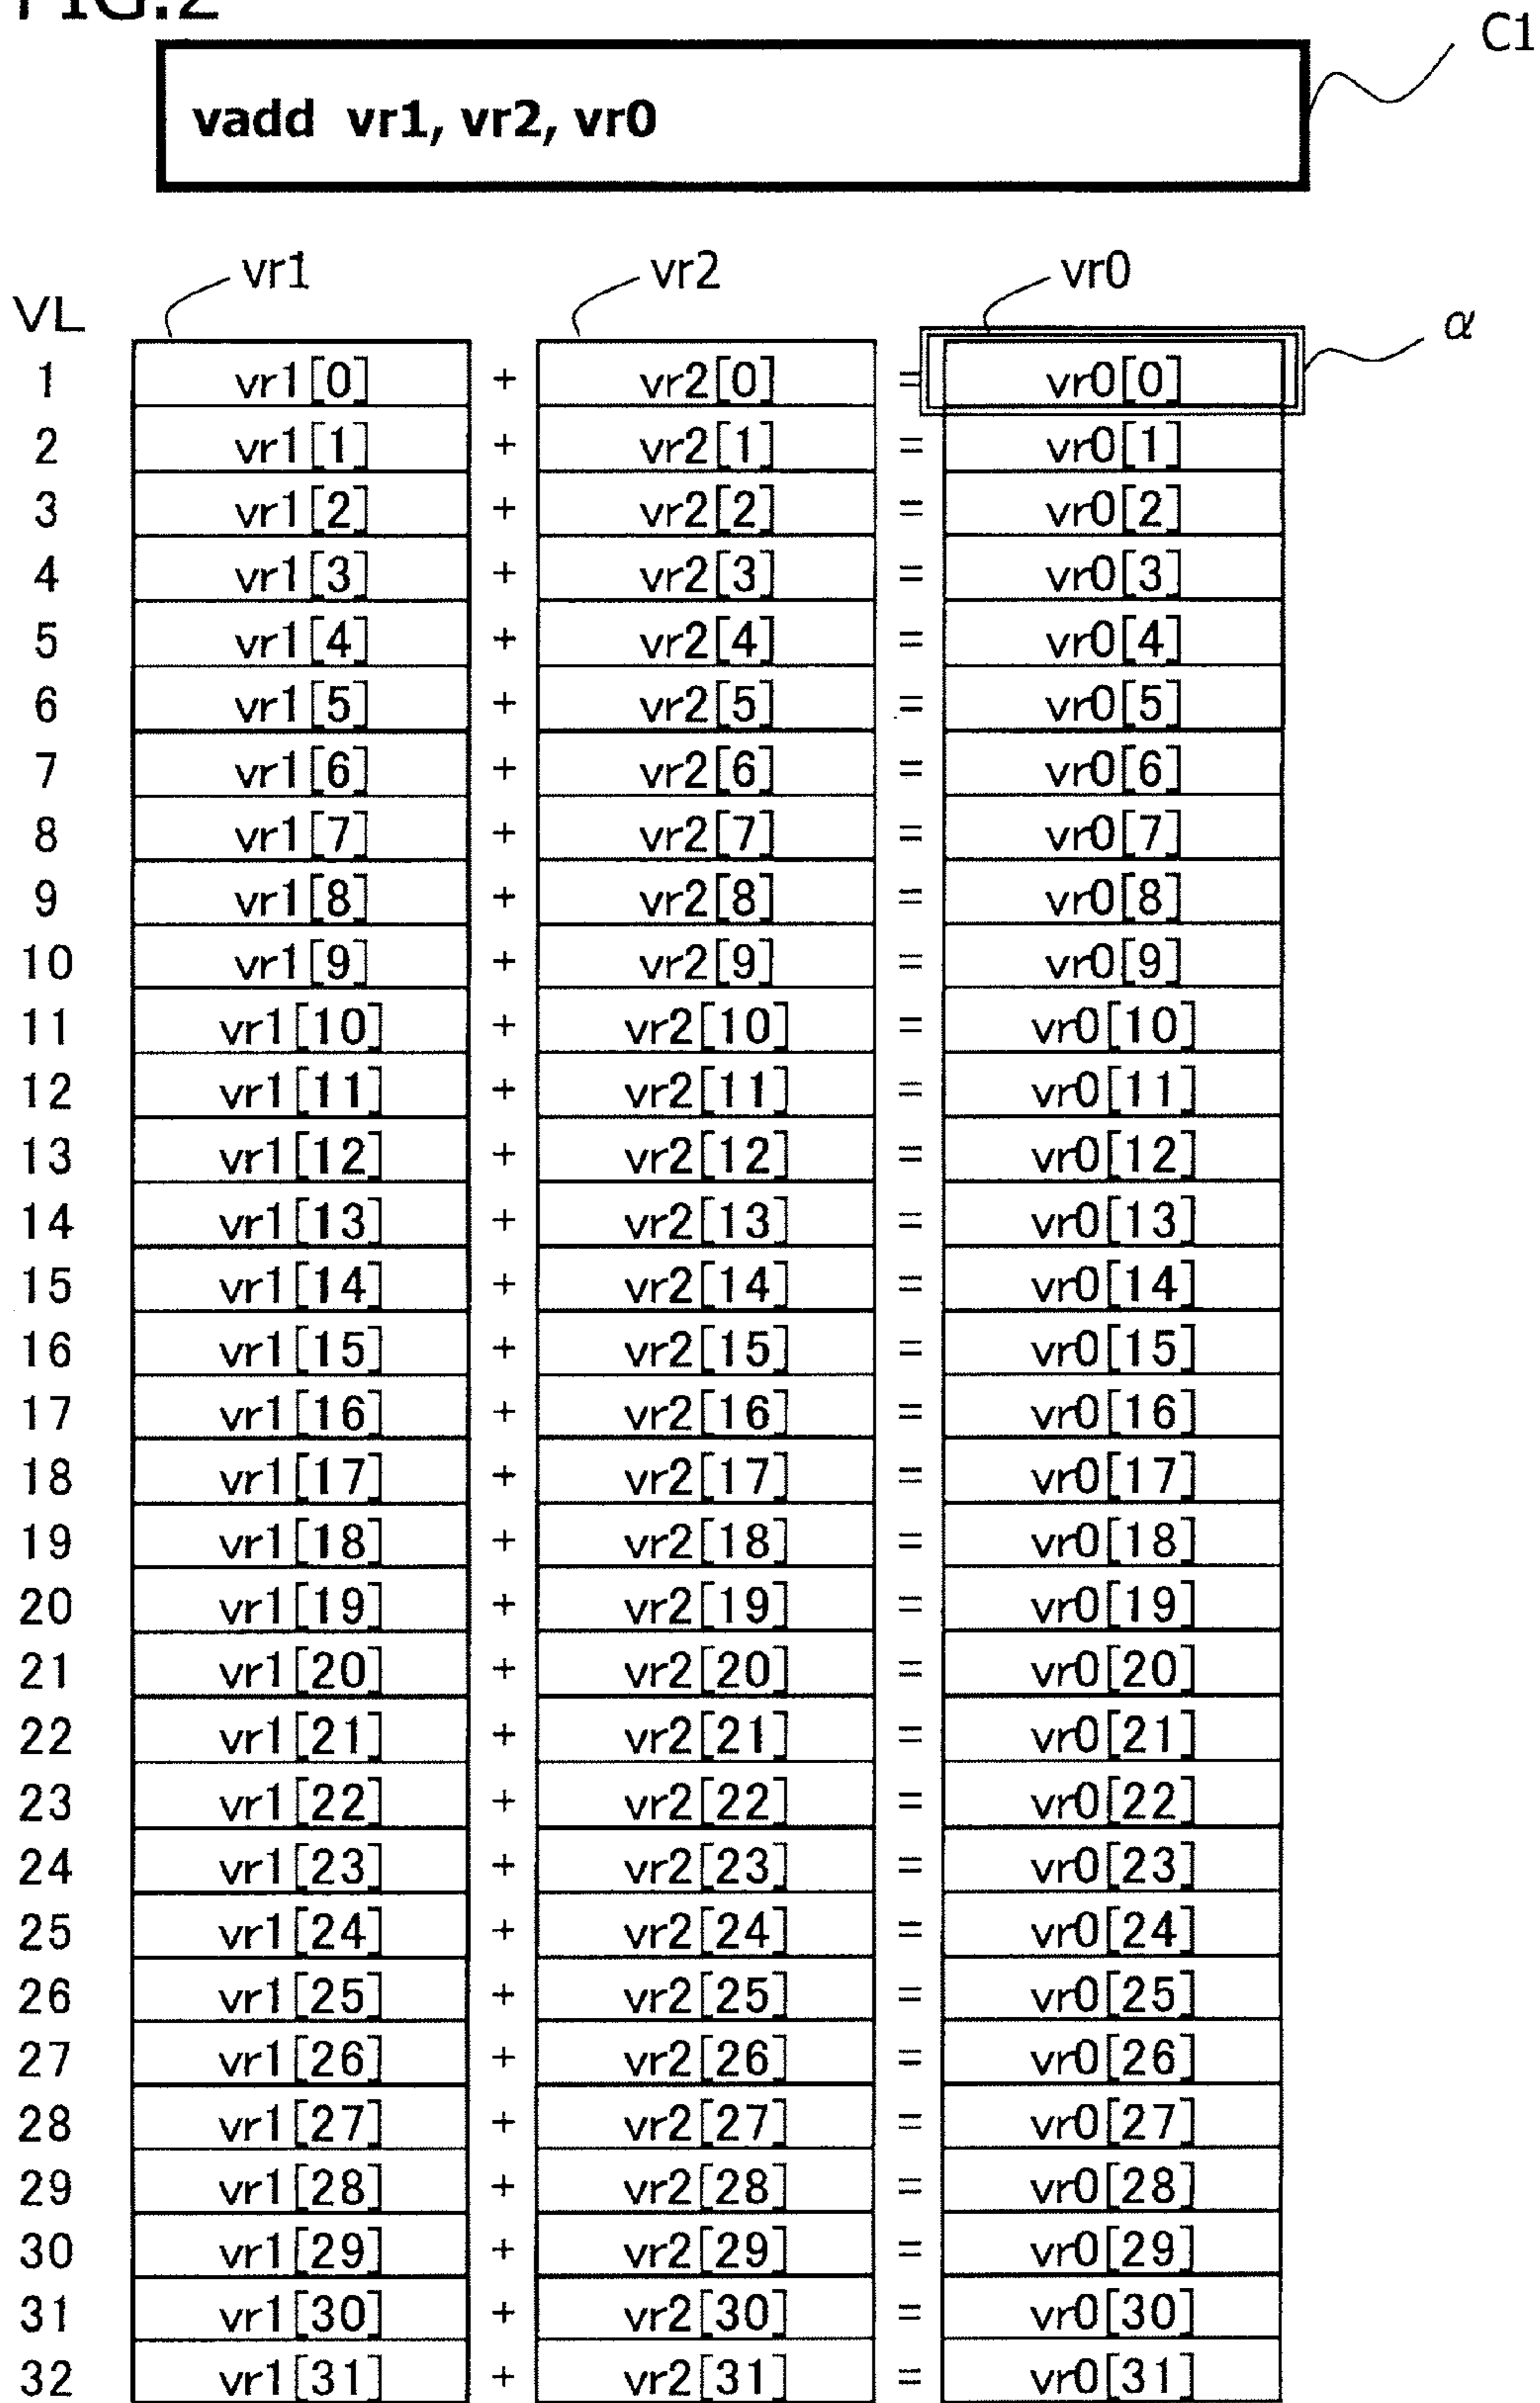 FIG.2
C1
vadd vr1, vr2, vr0
vr1 vr2 vr0
VL α
1 vr1[0] + vr2[0] = vr0[0]
2 vr1[1] + vr2[1] = vr0[1]
3 vr1[2] + vr2[2] = vr0[2]
4 vr1[3] + vr2[3] = vr0[3]
5 vr1[4] + vr2[4] = vr0[4]
6 vr1[5] + vr2[5] = vr0[5]
7 vr1[6] + vr2[6] = vr0[6]
8 vr1[7] + vr2[7] = vr0[7]
9 vr1[8] + vr2[8] = vr0[8]
10 vr1[9] + vr2[9] = vr0[9]
11 vr1[10] + vr2[10] = vr0[10]
12 vr1[11] + vr2[11] = vr0[11]
13 vr1[12] + vr2[12] = vr0[12]
14 vr1[13] + vr2[13] = vr0[13]
15 vr1[14] + vr2[14] = vr0[14]
16 vr1[15] + vr2[15] = vr0[15]
17 vr1[16] + vr2[16] = vr0[16]
18 vr1[17] + vr2[17] = vr0[17]
19 vr1[18] + vr2[18] = vr0[18]
20 vr1[19] + vr2[19] = vr0[19]
21 vr1[20] + vr2[20] = vr0[20]
22 vr1[21] + vr2[21] = vr0[21]
23 vr1[22] + vr2[22] = vr0[22]
24 vr1[23] + vr2[23] = vr0[23]
25 vr1[24] + vr2[24] = vr0[24]
26 vr1[25] + vr2[25] = vr0[25]
27 vr1[26] + vr2[26] = vr0[26]
28 vr1[27] + vr2[27] = vr0[27]
29 vr1[28] + vr2[28] = vr0[28]
30 vr1[29] + vr2[29] = vr0[29]
31 vr1[30] + vr2[30] = vr0[30]
32 vr1[31] + vr2[31] = vr0[31]